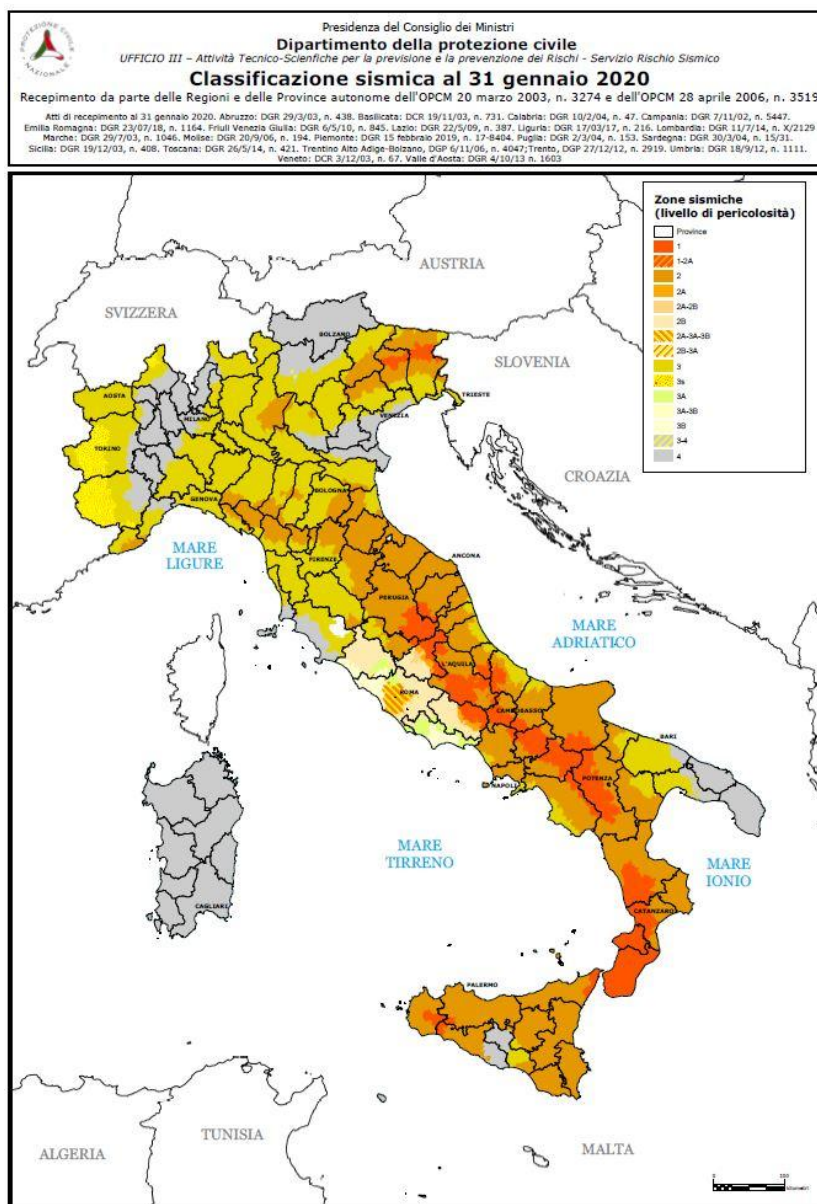 PROTEZIONE CIVILE
NAZIONALE
Presidenza del Consiglio dei Ministri
Dipartimento della protezione civile
UFFICIO III – Attività Tecnico-Scienfiche per la previsione e la prevenzione dei Rischi - Servizio Rischio Sismico
Classificazione sismica al 31 gennaio 2020
Recepimento da parte delle Regioni e delle Province autonome dell'OPCM 20 marzo 2003, n. 3274 e dell'OPCM 28 aprile 2006, n. 3519.
Atti di recepimento al 31 gennaio 2020. Abruzzo: DGR 29/3/03, n. 438. Basilicata: DCR 19/11/03, n. 731. Calabria: DGR 10/2/04, n. 47. Campania: DGR 7/11/02, n. 5447.
Emilia Romagna: DGR 23/07/18, n. 1164. Friuli Venezia Giulia: DGR 6/5/10, n. 845. Lazio: DGR 22/5/09, n. 387. Liguria: DGR 17/03/17, n. 216. Lombardia: DGR 11/7/14, n. X/2129
Marche: DGR 29/7/03, n. 1046. Molise: DGR 20/9/06, n. 194. Piemonte: DGR 15 febbraio 2019, n. 17-8404. Puglia: DGR 2/3/04, n. 153. Sardegna: DGR 30/3/04, n. 15/31.
Sicilia: DGR 19/12/03, n. 408. Toscana: DGR 26/5/14, n. 421. Trentino Alto Adige-Bolzano, DGP 6/11/06, n. 4047;Trento, DGP 27/12/12, n. 2919. Umbria: DGR 18/9/12, n. 1111.
Veneto: DCR 3/12/03, n. 67. Valle d'Aosta: DGR 4/10/13 n. 1603
Zone sismiche
(livello di pericolosità)
Province
1
1-2A
2
2A
2A-2B
2B
2A-3A-3B
2B-3A
3
3s
3A
3A-3B
3B
3-4
4
AUSTRIA
SVIZZERA
BOLZANO
SLOVENIA
AOSTA
TRIESTE
MILANO
VENEZIA
TORINO
CROAZIA
BOLOGNA
GENOVA
MARE
LIGURE
FIRENZE
ANCONA
PERUGIA
MARE
ADRIATICO
L'AQUILA
ROMA
CAMPOBASSO
BARI
NAPOLI
POTENZA
MARE
TIRRENO
MARE
IONIO
CAGLIARI
CATANZARO
PALERMO
ALGERIA
TUNISIA
MALTA